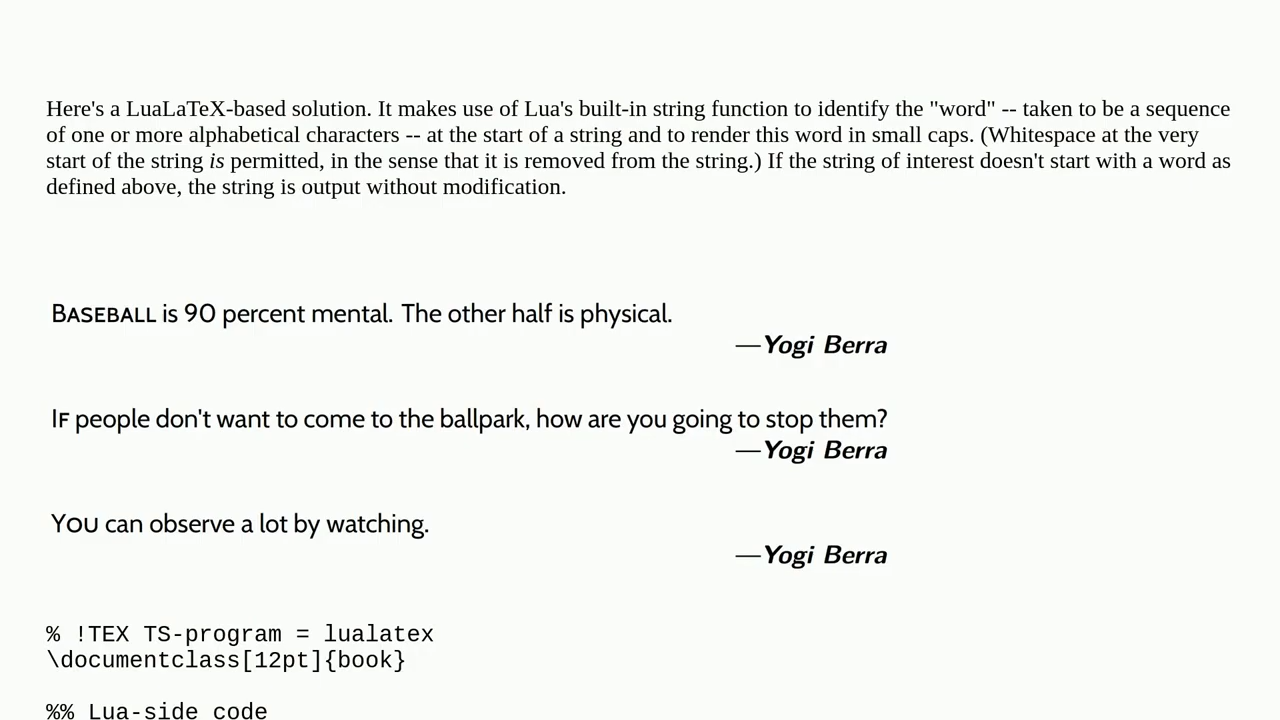 Here's a LuaLaTeX-based solution. It makes use of Lua's built-in string function to identify the "word" -- taken to be a sequence
of one or more alphabetical characters -- at the start of a string and to render this word in small caps. (Whitespace at the very
start of the string is permitted, in the sense that it is removed from the string.) If the string of interest doesn't start with a word as
defined above, the string is output without modification.
BASEBALL is 90 percent mental. The other half is physical.
—Yogi Berra
IF people don't want to come to the ballpark, how are you going to stop them?
—Yogi Berra
YOU can observe a lot by watching.
—Yogi Berra
% !TEX TS-program = lualatex
\documentclass[12pt]{book}
%% Lua-side code